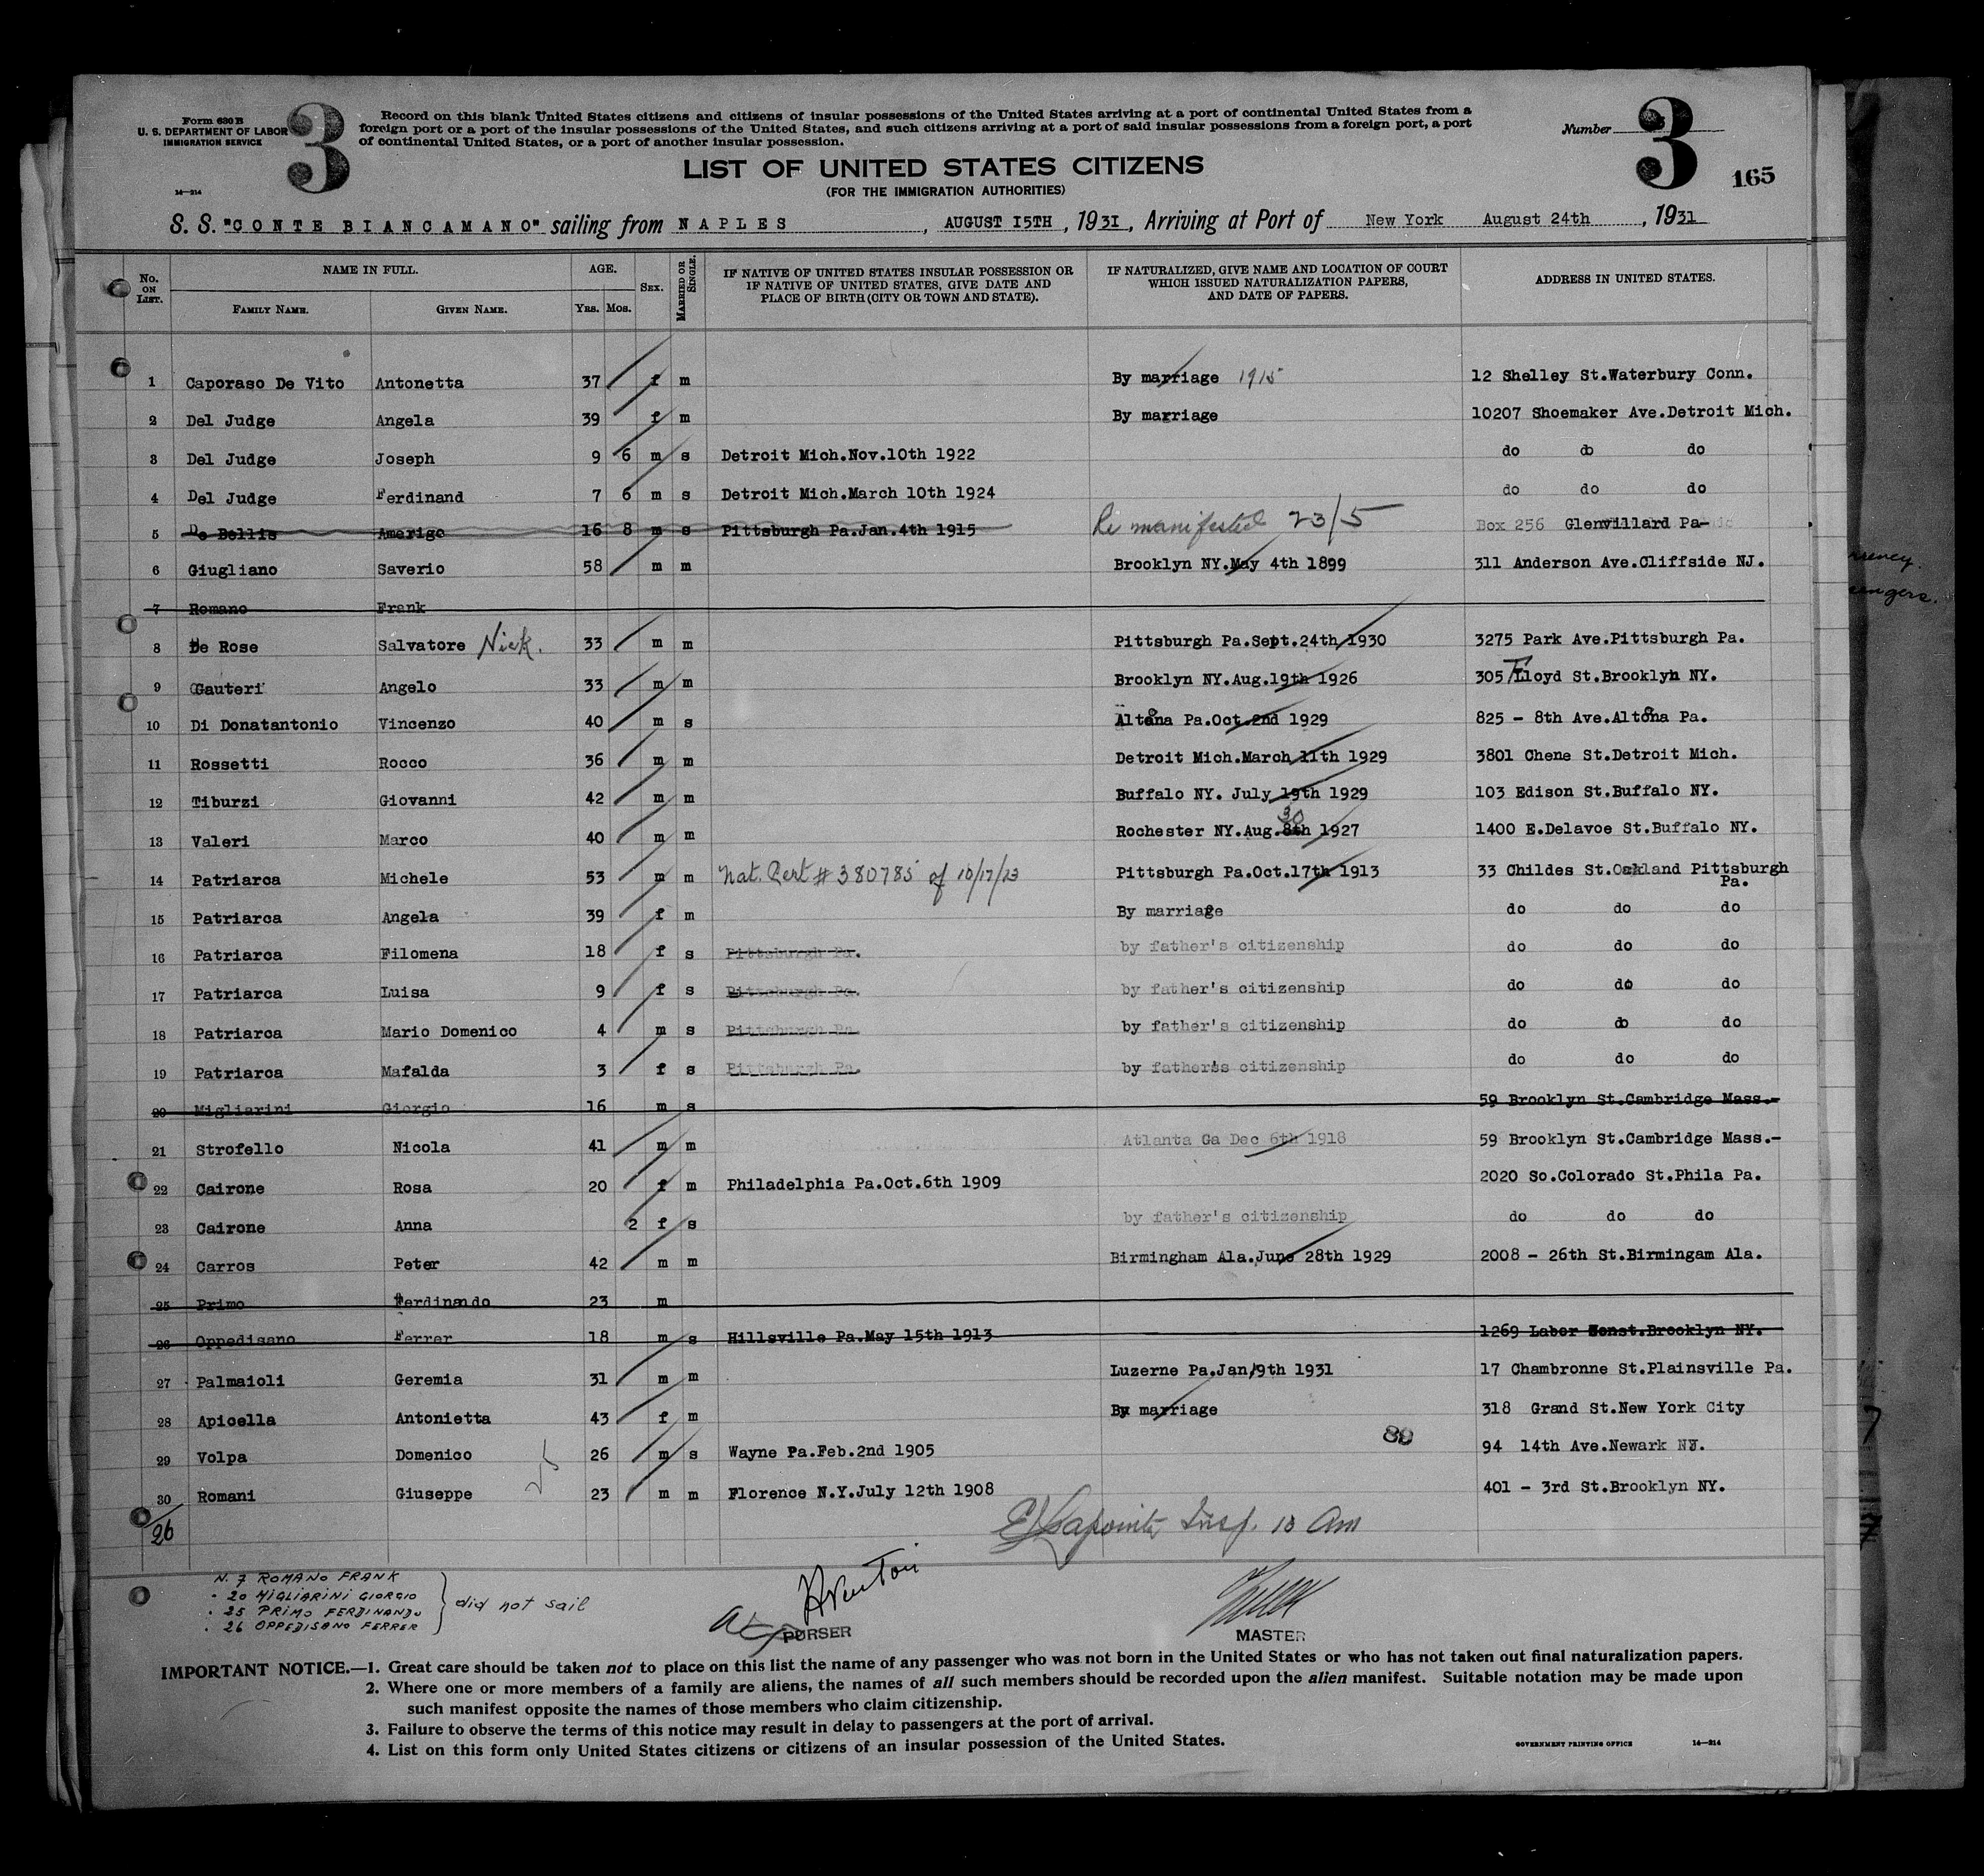 Form 630 B
U. S. DEPARTMENT OF LABOR
IMMIGRATION SERVICE
14—214
3
Record on this blank United States citizens and citizens of insular possessions of the United States arriving at a port of continental United States from a
foreign port or a port of the insular possessions of the United States, and such citizens arriving at a port of said insular possessions from a foreign port, a port
of continental United States, or a port of another insular possession.
Number 3
165
LIST OF UNITED STATES CITIZENS
(FOR THE IMMIGRATION AUTHORITIES)
S. S. "CONTE BIANCAMANO" sailing from NAPLES, AUGUST 15TH, 1931, Arriving at Port of New York August 24th, 1931
No. ON LIST. NAME IN FULL. FAMILY NAME. GIVEN NAME. AGE. YRS. MOS. SEX. MARRIED OR SINGLE. IF NATIVE OF UNITED STATES INSULAR POSSESSION OR IF NATIVE OF UNITED STATES, GIVE DATE AND PLACE OF BIRTH (CITY OR TOWN AND STATE). IF NATURALIZED, GIVE NAME AND LOCATION OF COURT WHICH ISSUED NATURALIZATION PAPERS, AND DATE OF PAPERS. ADDRESS IN UNITED STATES.
1 Caporaso De Vito Antonetta 37 f m By marriage 1915 12 Shelley St.Waterbury Conn.
2 Del Judge Angela 39 f m By marriage 10207 Shoemaker Ave.Detroit Mich.
3 Del Judge Joseph 9 6 m s Detroit Mich.Nov.10th 1922 do do do
4 Del Judge Ferdinand 7 6 m s Detroit Mich.March 10th 1924 do do do
5 De Bellis Amerigo 16 8 m s Pittsburgh Pa.Jan.4th 1915 Re manifested 23/5 Box 256 Glenvillard Pa-
6 Giugliano Saverio 58 m m Brooklyn NY.May 4th 1899 311 Anderson Ave.Cliffside NJ.
7 Romano Frank
8 De Rose Salvatore Nick. 33 m m Pittsburgh Pa.Sept.24th 1930 3275 Park Ave.Pittsburgh Pa.
9 Gauteri Angelo 33 m m Brooklyn NY.Aug.19th 1926 305 Floyd St.Brooklyn NY.
10 Di Donatantonio Vincenzo 40 m s Altona Pa.Oct.2nd 1929 825 - 8th Ave.Altona Pa.
11 Rossetti Rocco 36 m m Detroit Mich.March 11th 1929 3801 Chene St.Detroit Mich.
12 Tiburzi Giovanni 42 m m Buffalo NY. July 19th 1929 103 Edison St.Buffalo NY.
13 Valeri Marco 40 m m Rochester NY.Aug.8th 30 1927 1400 E.Delavoe St.Buffalo NY.
14 Patriarca Michele 53 m m Nat. Cert # 380785 of 10/17/23 Pittsburgh Pa.Oct.17th 1913 33 Childes St.Oakland Pittsburgh Pa.
15 Patriarca Angela 39 f m By marriage do do do
16 Patriarca Filomena 18 f s Pittsburgh Pa. by father's citizenship do do do
17 Patriarca Luisa 9 f s Pittsburgh Pa. by father's citizenship do do do
18 Patriarca Mario Domenico 4 m s Pittsburgh Pa. by father's citizenship do do do
19 Patriarca Mafalda 3 f s Pittsburgh Pa. by father's citizenship do do do
20 Migliarini Giorgio 16 m s 59 Brooklyn St.Cambridge Mass.-
21 Strofello Nicola 41 m m Atlanta Ga Dec 6th 1918 59 Brooklyn St.Cambridge Mass.-
22 Cairone Rosa 20 f m Philadelphia Pa.Oct.6th 1909 2020 So.Colorado St.Phila Pa.
23 Cairone Anna 2 f s by father's citizenship do do do
24 Carros Peter 42 m m Birmingham Ala.June 28th 1929 2008 - 26th St.Birmingam Ala.
25 Primo Ferdinando 23 m
26 Oppedisano Ferrer 18 m s Hillsville Pa.May 15th 1913 1269 Labor Const.Brooklyn NY.
27 Palmaioli Geremia 31 m m Luzerne Pa.Jan,9th 1931 17 Chambronne St.Plainsville Pa.
28 Apicella Antonietta 43 f m By marriage 318 Grand St.New York City
29 Volpa Domenico 26 m s Wayne Pa.Feb.2nd 1905 80 94 14th Ave.Newark NJ.
30 Romani Giuseppe 23 m m Florence N.Y.July 12th 1908 401 - 3rd St.Brooklyn NY.
25
26
Insp. 10 Am
N. 7 ROMANO FRANK
" 20 MIGLIARINI GIORGIO
" 25 PRIMO FERDINANDO
" 26 OPPEDISANO FERRER
did not sail
PURSER
MASTER
IMPORTANT NOTICE.—1. Great care should be taken not to place on this list the name of any passenger who was not born in the United States or who has not taken out final naturalization papers.
2. Where one or more members of a family are aliens, the names of all such members should be recorded upon the alien manifest. Suitable notation may be made upon
such manifest opposite the names of those members who claim citizenship.
3. Failure to observe the terms of this notice may result in delay to passengers at the port of arrival.
4. List on this form only United States citizens or citizens of an insular possession of the United States.
GOVERNMENT PRINTING OFFICE 14—214